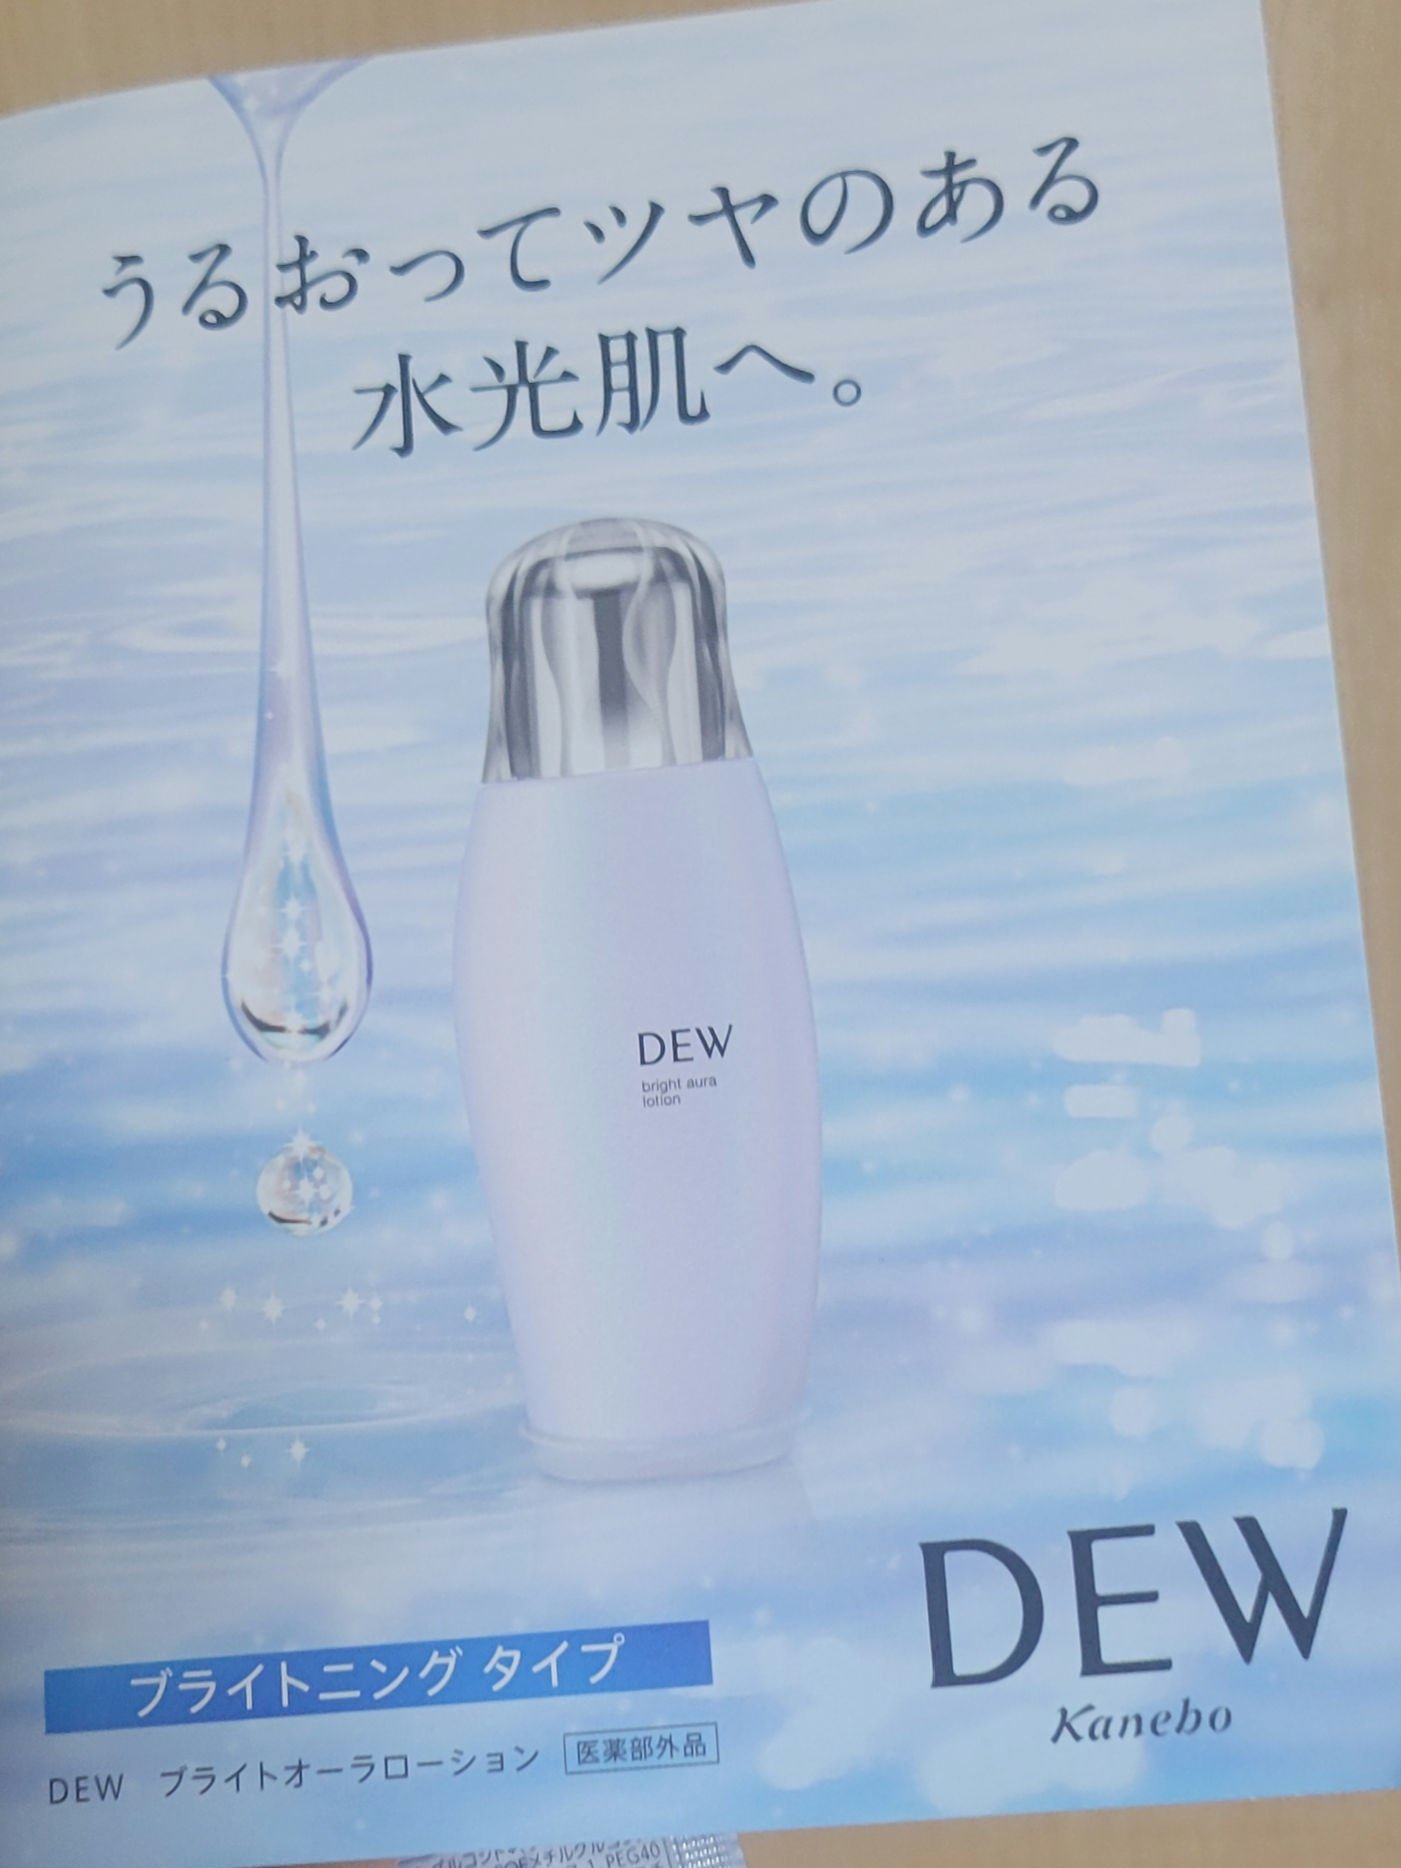 うるおってツヤのある
水光肌へ。
DEW
bright aura
lotion
ブライトニング タイプ
DEW ブライトオーラローション 医薬部外品
DEW
Kanebo
PEG40